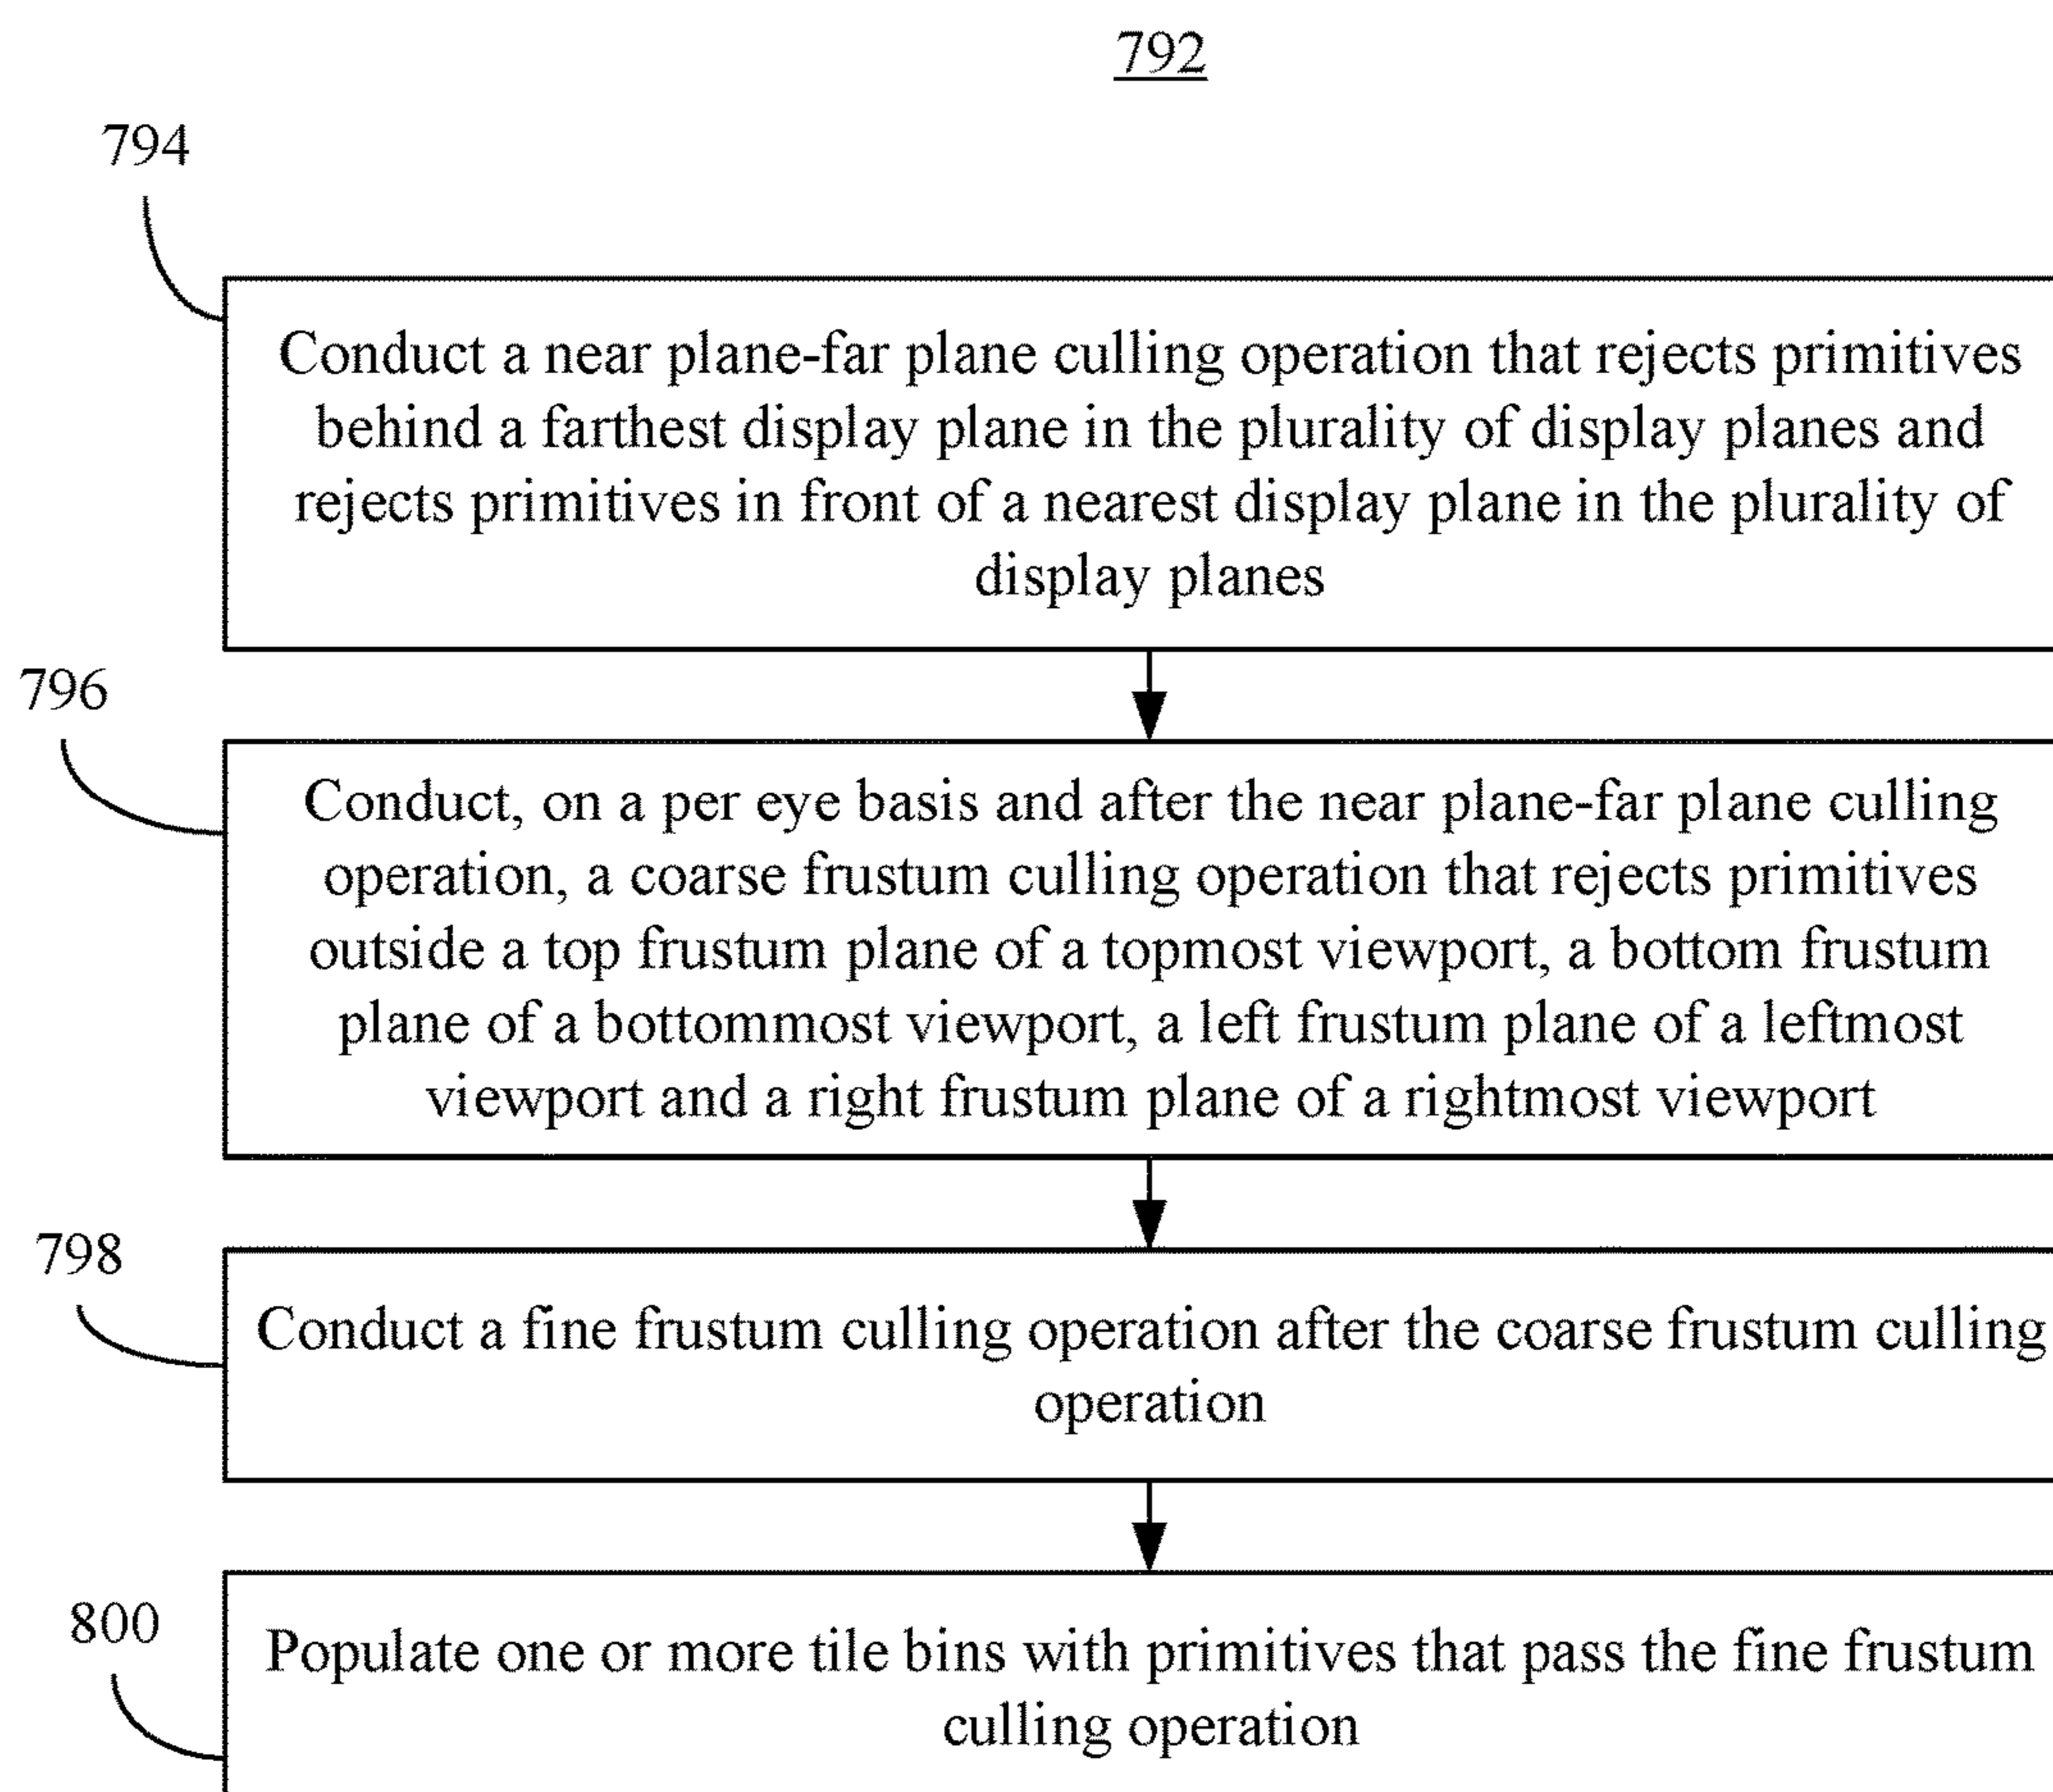 792
794
Conduct a near plane-far plane culling operation that rejects primitives
behind a farthest display plane in the plurality of display planes and
rejects primitives in front of a nearest display plane in the plurality of
display planes
796
Conduct, on a per eye basis and after the near plane-far plane culling
operation, a coarse frustum culling operation that rejects primitives
outside a top frustum plane of a topmost viewport, a bottom frustum
plane of a bottommost viewport, a left frustum plane of a leftmost
viewport and a right frustum plane of a rightmost viewport
798
Conduct a fine frustum culling operation after the coarse frustum culling
operation
800
Populate one or more tile bins with primitives that pass the fine frustum
culling operation